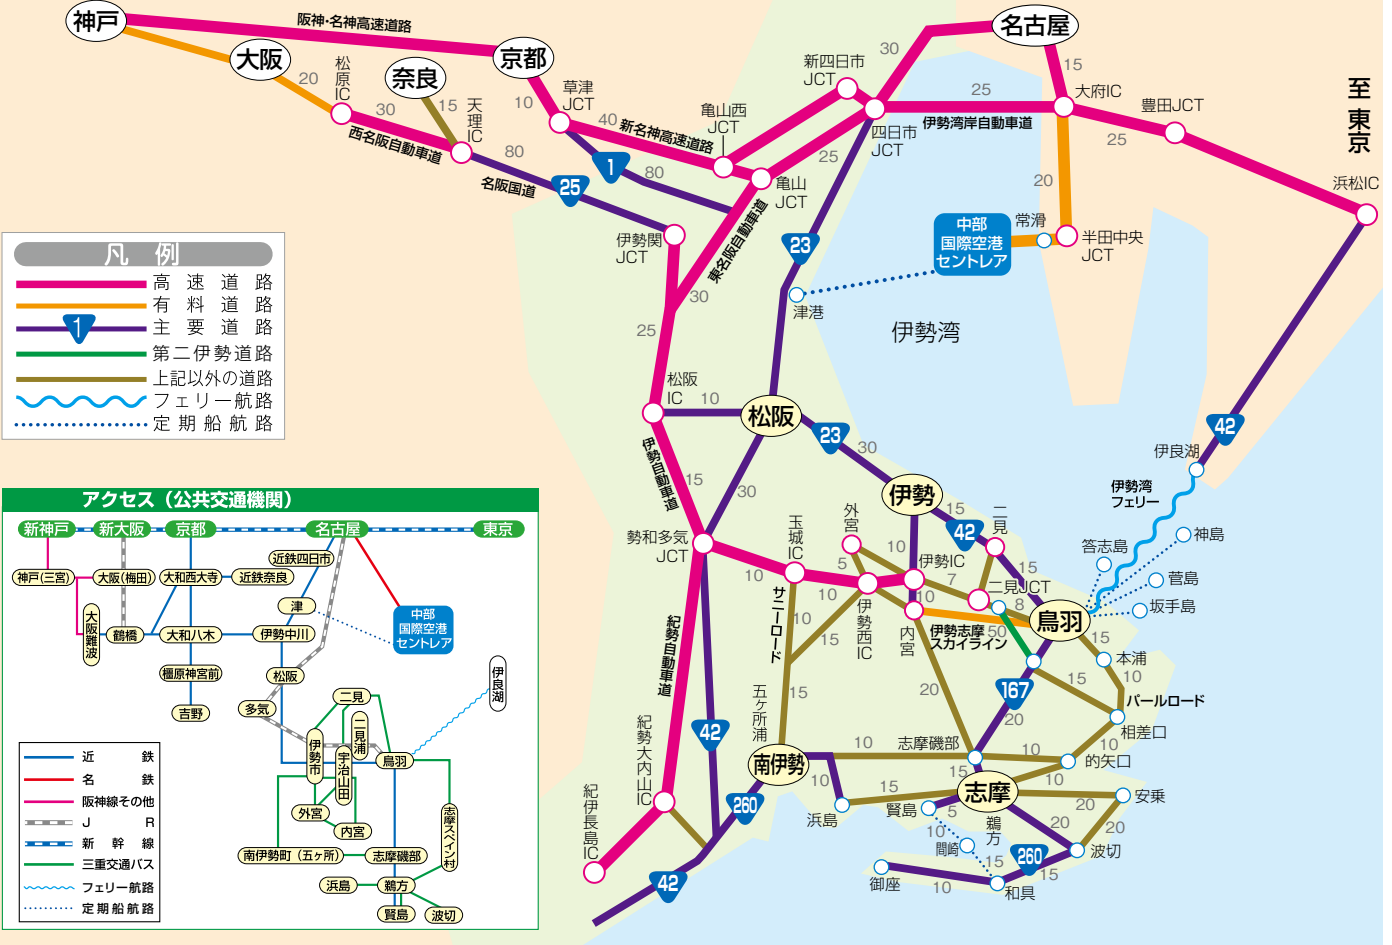 神戸
阪神・名神高速道路
大阪
20
松原IC
30
西名阪自動車道
奈良
15
天理IC
80
名阪国道
25
京都
10
草津
JCT
40
新名神高速道路
1
80
亀山西
JCT
新四日市
JCT
30
名古屋
15
大府IC
25
伊勢湾岸自動車道
四日市
JCT
25
亀山
JCT
豊田JCT
25
至 東京
浜松IC
20
常滑
半田中央
JCT
中部
国際空港
セントレア
伊勢関
JCT
東名阪自動車道
30
25
23
津港
伊勢湾
凡例
高速道路
有料道路
1
主要道路
第二伊勢道路
上記以外の道路
フェリー航路
定期船航路
松阪
IC
10
松阪
23
30
伊勢自動車道
15
30
勢和多気
JCT
伊勢
15
42
二見
15
外宮
5
10
伊勢IC
7
二見JCT
8
玉城IC
10
10
伊勢西IC
10
内宮
伊勢志摩
スカイライン
50
鳥羽
伊良湖
42
伊勢湾
フェリー
神島
答志島
菅島
坂手島
15
本浦
10
パールロード
15
相差口
10
的矢口
167
20
20
サニーロード
10
15
15
五ヶ所浦
紀勢自動車道
42
紀勢大内山IC
紀伊長島IC
42
260
南伊勢
10
10
浜島
15
志摩磯部
15
10
10
志摩
賢島
5
鵜方
20
安乗
20
20
波切
10
間崎
15
260
15
和具
10
御座
アクセス（公共交通機関）
新神戸
新大阪
京都
名古屋
東京
神戸(三宮)
大阪(梅田)
大和西大寺
近鉄奈良
近鉄四日市
津
大阪難波
鶴橋
大和八木
伊勢中川
中部
国際空港
セントレア
橿原神宮前
吉野
松阪
多気
伊良湖
二見
二見浦
伊勢市
宇治山田
鳥羽
外宮
内宮
南伊勢町（五ヶ所）
志摩磯部
志摩スペイン村
浜島
鵜方
賢島
波切
近鉄
名鉄
阪神線その他
JR
新幹線
三重交通バス
フェリー航路
定期船航路